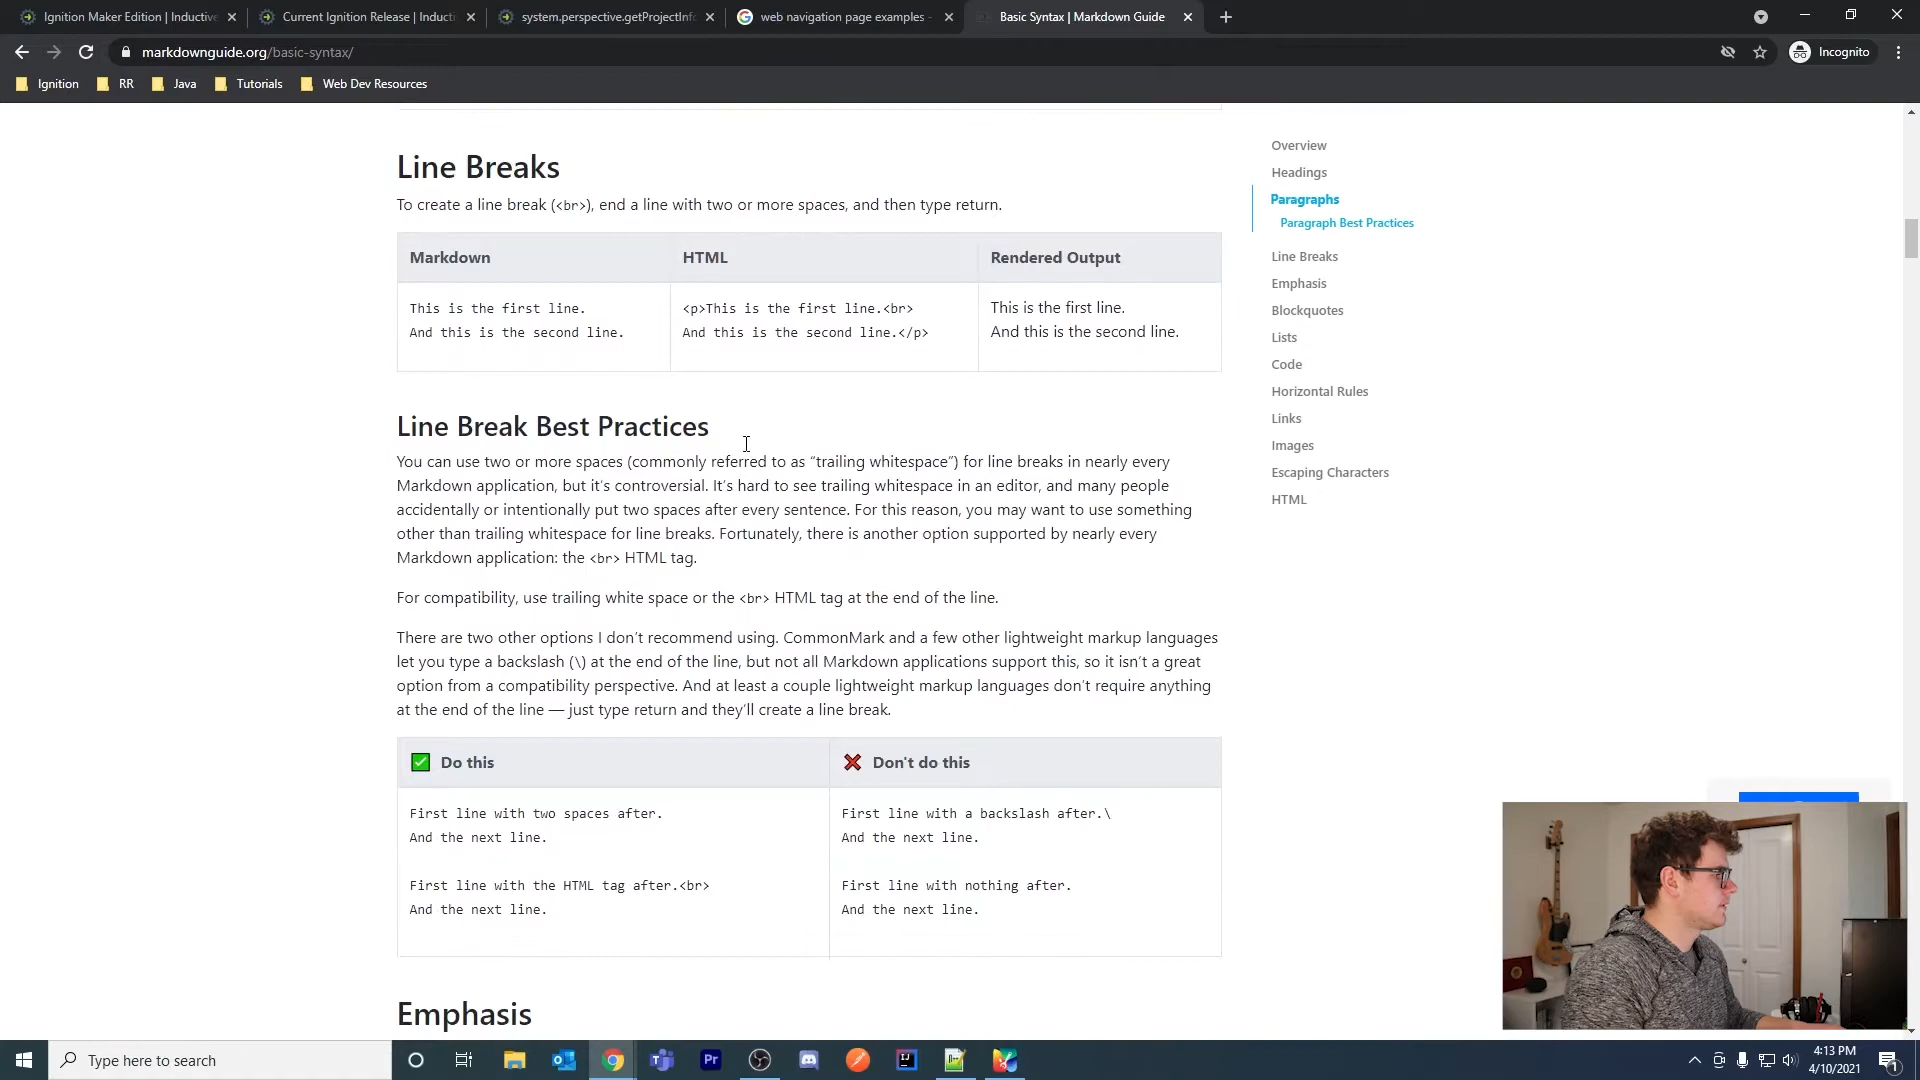 Ignition Maker Edition | Inductive
Current Ignition Release | Inducti
system.perspective.getProjectInfo
web navigation page examples -
Basic Syntax | Markdown Guide
markdownguide.org/basic-syntax/
Incognito
Ignition
RR
Java
Tutorials
Web Dev Resources
Line Breaks
To create a line break (<br>), end a line with two or more spaces, and then type return.
Markdown HTML Rendered Output
This is the first line. <p>This is the first line.<br> This is the first line.
And this is the second line. And this is the second line.</p> And this is the second line.
Line Break Best Practices
You can use two or more spaces (commonly referred to as “trailing whitespace”) for line breaks in nearly every
Markdown application, but it’s controversial. It’s hard to see trailing whitespace in an editor, and many people
accidentally or intentionally put two spaces after every sentence. For this reason, you may want to use something
other than trailing whitespace for line breaks. Fortunately, there is another option supported by nearly every
Markdown application: the <br> HTML tag.
For compatibility, use trailing white space or the <br> HTML tag at the end of the line.
There are two other options I don’t recommend using. CommonMark and a few other lightweight markup languages
let you type a backslash (\) at the end of the line, but not all Markdown applications support this, so it isn’t a great
option from a compatibility perspective. And at least a couple lightweight markup languages don’t require anything
at the end of the line — just type return and they’ll create a line break.
Do this Don't do this
First line with two spaces after. First line with a backslash after.\
And the next line. And the next line.
First line with the HTML tag after.<br> First line with nothing after.
And the next line. And the next line.
Emphasis
Overview
Headings
Paragraphs
Paragraph Best Practices
Line Breaks
Emphasis
Blockquotes
Lists
Code
Horizontal Rules
Links
Images
Escaping Characters
HTML
Type here to search
Pr
IJ
4:13 PM
4/10/2021
1